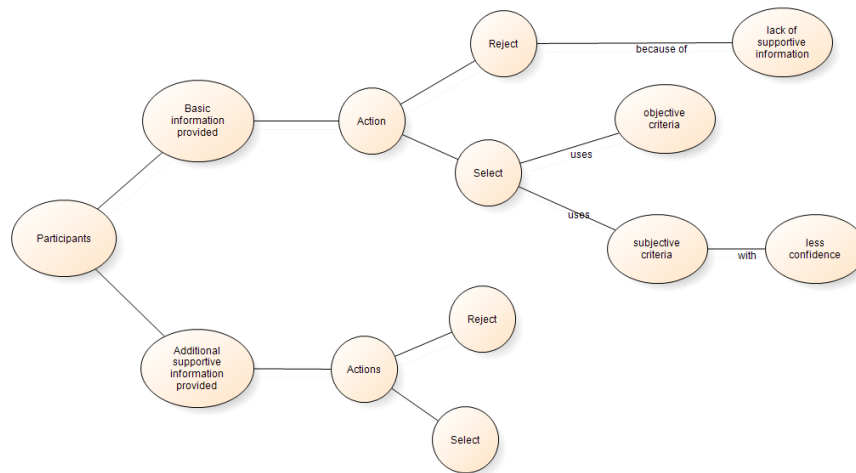 Reject
because of
lack of
supportive
information
Basic
information
provided
Action
objective
criteria
uses
Select
uses
subjective
criteria
with
less
confidence
Participants
Reject
Additional
supportive
information
provided
Actions
Select